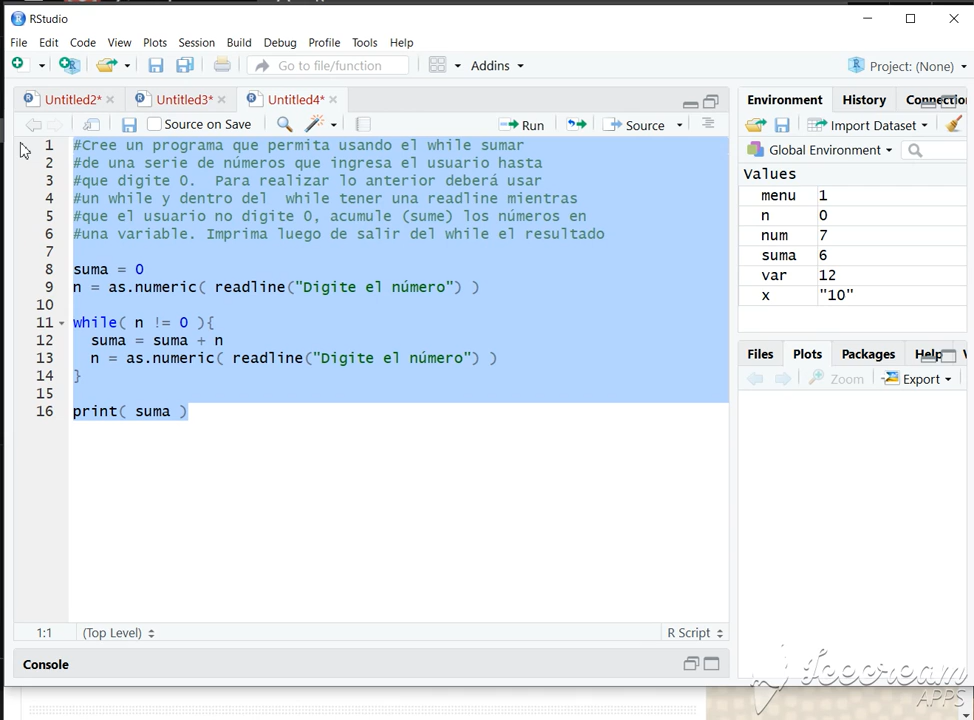 RStudio
File Edit Code View Plots Session Build Debug Profile Tools Help
Go to file/function Addins Project: (None)
Untitled2* Untitled3* Untitled4*
Source on Save Run Source
1 #Cree un programa que permita usando el while sumar
2 #de una serie de números que ingresa el usuario hasta
3 #que digite 0.  Para realizar lo anterior deberá usar
4 #un while y dentro del  while tener una readline mientras
5 #que el usuario no digite 0, acumule (sume) los números en
6 #una variable. Imprima luego de salir del while el resultado
7
8 suma = 0
9 n = as.numeric( readline("Digite el número") )
10
11 while( n != 0 ){
12   suma = suma + n
13   n = as.numeric( readline("Digite el número") )
14 }
15
16 print( suma )
1:1 (Top Level) R Script
Console
Environment History Connectio
Import Dataset
Global Environment
Values
menu 1
n 0
num 7
suma 6
var 12
x "10"
Files Plots Packages Help
Zoom Export
Icecream
APPS